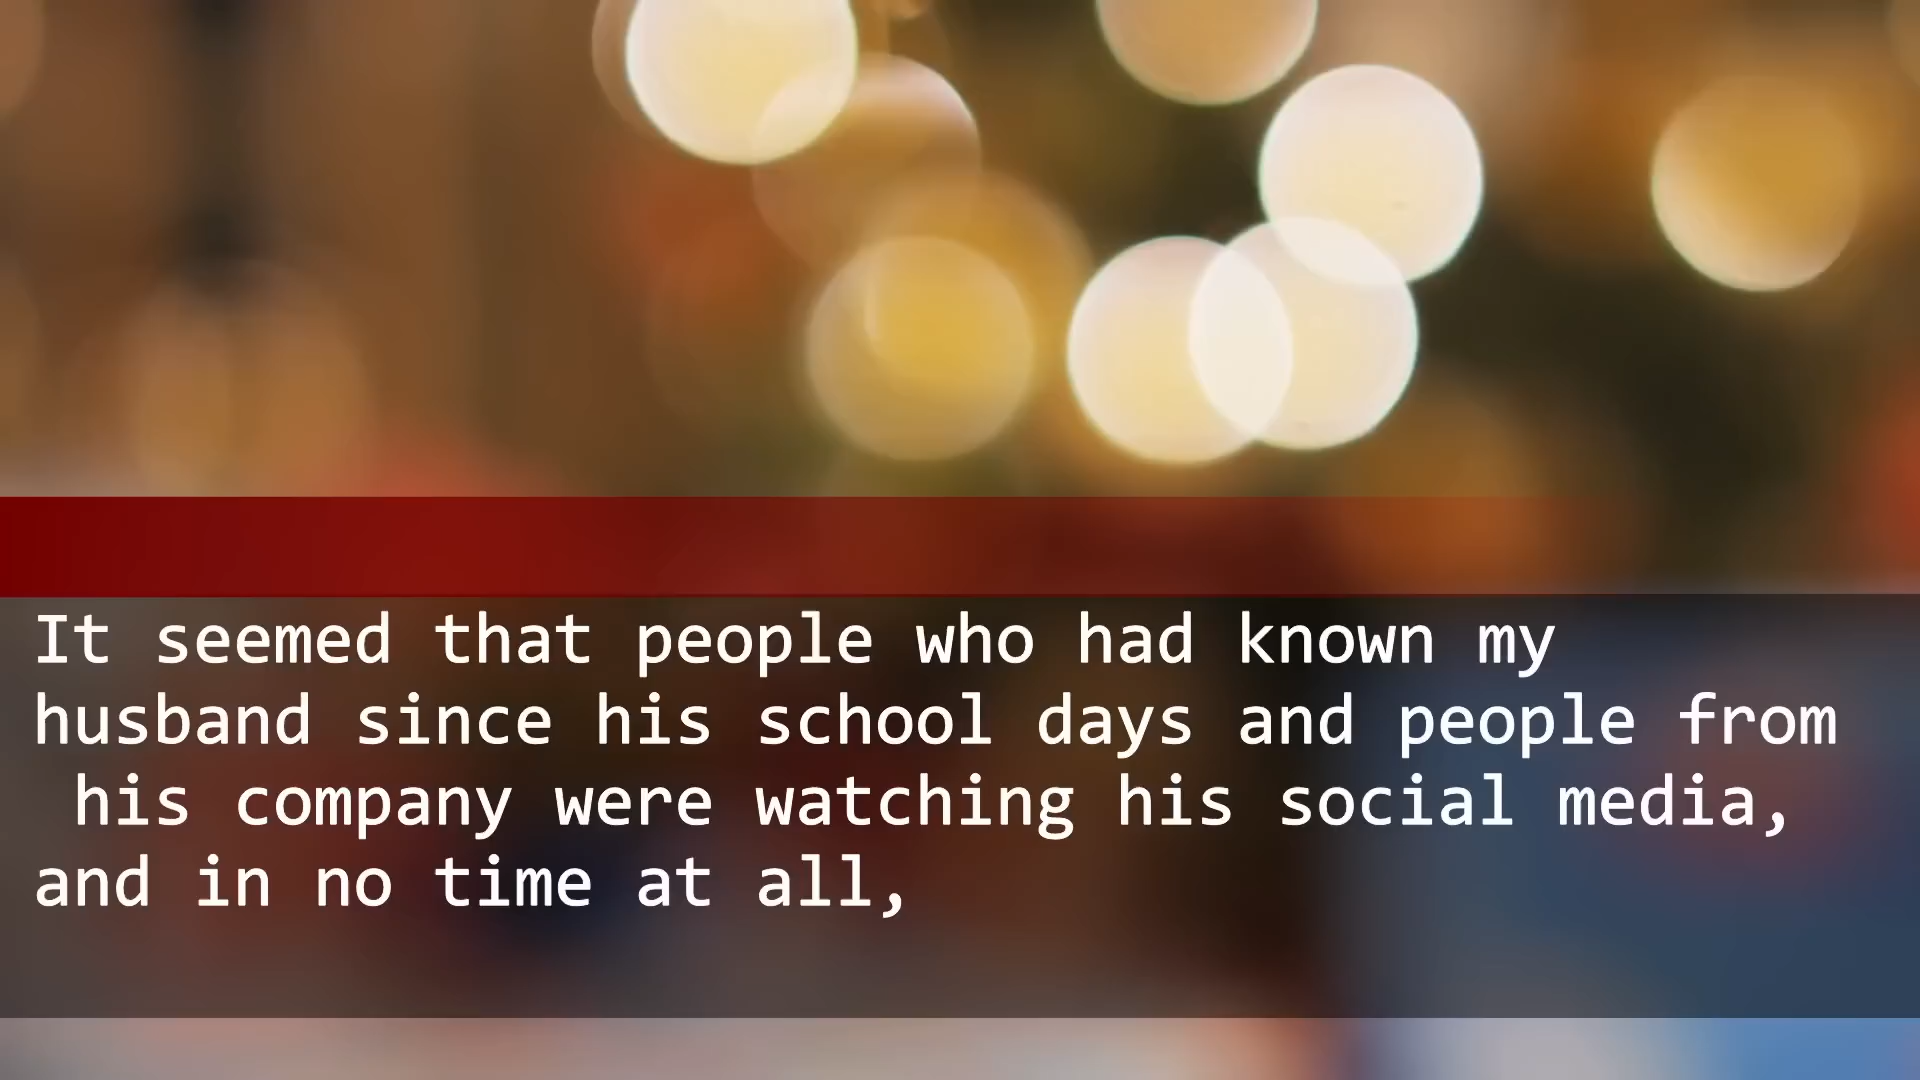 It seemed that people who had known my
husband since his school days and people from
his company were watching his social media,
and in no time at all,